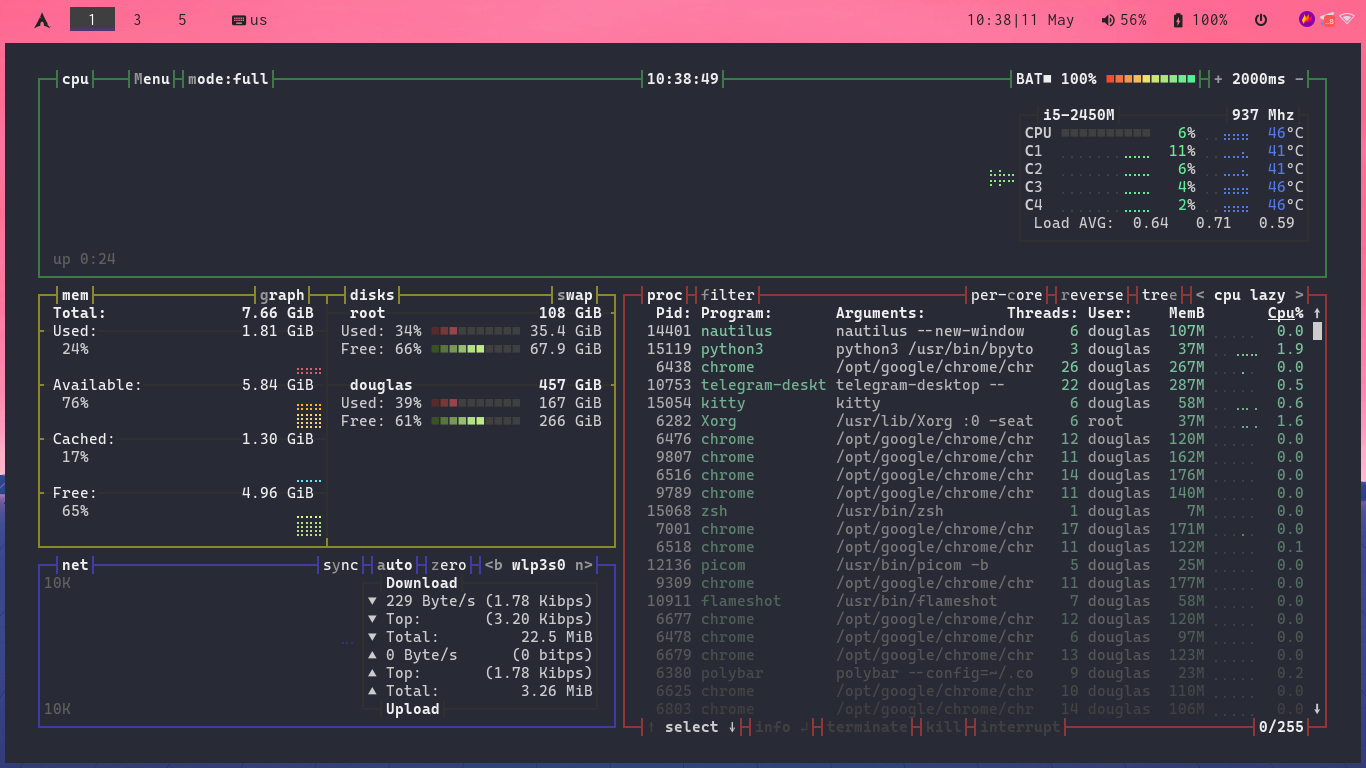 1 3 5 us 10:38|11 May 56% 100%
cpu Menu mode:full 10:38:49 BAT■ 100% + 2000ms −
i5-2450M 937 Mhz
CPU 6% 46°C
C1 11% 41°C
C2 6% 41°C
C3 4% 46°C
C4 2% 46°C
Load AVG: 0.64 0.71 0.59
up 0:24
mem graph disks swap
Total: 7.66 GiB root 108 GiB
Used: 1.81 GiB Used: 34% 35.4 GiB
24% Free: 66% 67.9 GiB
Available: 5.84 GiB douglas 457 GiB
76% Used: 39% 167 GiB
Free: 61% 266 GiB
Cached: 1.30 GiB
17%
Free: 4.96 GiB
65%
net sync auto zero <b wlp3s0 n>
10K Download
▼ 229 Byte/s (1.78 Kibps)
▼ Top: (3.20 Kibps)
▼ Total: 22.5 MiB
▲ 0 Byte/s (0 bitps)
▲ Top: (1.78 Kibps)
▲ Total: 3.26 MiB
10K Upload
proc filter per-core reverse tree < cpu lazy >
Pid: Program: Arguments: Threads: User: MemB Cpu% ↑
14401 nautilus nautilus --new-window 6 douglas 107M 0.0
15119 python3 python3 /usr/bin/bpyto 3 douglas 37M 1.9
6438 chrome /opt/google/chrome/chr 26 douglas 267M 0.0
10753 telegram-deskt telegram-desktop -- 22 douglas 287M 0.5
15054 kitty kitty 6 douglas 58M 0.6
6282 Xorg /usr/lib/Xorg :0 -seat 6 root 37M 1.6
6476 chrome /opt/google/chrome/chr 12 douglas 120M 0.0
9807 chrome /opt/google/chrome/chr 11 douglas 162M 0.0
6516 chrome /opt/google/chrome/chr 14 douglas 176M 0.0
9789 chrome /opt/google/chrome/chr 11 douglas 140M 0.0
15068 zsh /usr/bin/zsh 1 douglas 7M 0.0
7001 chrome /opt/google/chrome/chr 17 douglas 171M 0.0
6518 chrome /opt/google/chrome/chr 11 douglas 122M 0.1
12136 picom /usr/bin/picom -b 5 douglas 25M 0.0
9309 chrome /opt/google/chrome/chr 11 douglas 177M 0.0
10911 flameshot /usr/bin/flameshot 7 douglas 58M 0.0
6677 chrome /opt/google/chrome/chr 12 douglas 120M 0.0
6478 chrome /opt/google/chrome/chr 6 douglas 97M 0.0
6679 chrome /opt/google/chrome/chr 13 douglas 123M 0.0
6380 polybar polybar --config=~/.co 9 douglas 23M 0.2
6625 chrome /opt/google/chrome/chr 10 douglas 110M 0.0
6803 chrome /opt/google/chrome/chr 14 douglas 106M 0.0 ↓
↑ select ↓ info ↲ terminate kill interrupt 0/255